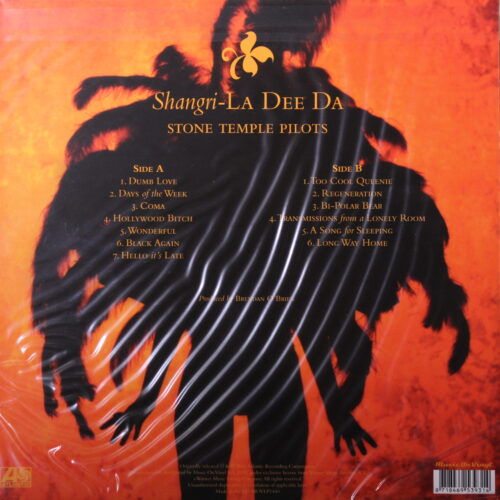 Shangri-La Dee Da
Stone Temple Pilots
Side A
1. Dumb Love
2. Days of the Week
3. Coma
4. Hollywood Bitch
5. Wonderful
6. Black Again
7. Hello it's Late
Side B
1. Too Cool Queenie
2. Regeneration
3. Bi-Polar Bear
4. Transmissions from a Lonely Room
5. A Song for Sleeping
6. Long Way Home
Produced by Brendan O'Brien
Music On Vinyl